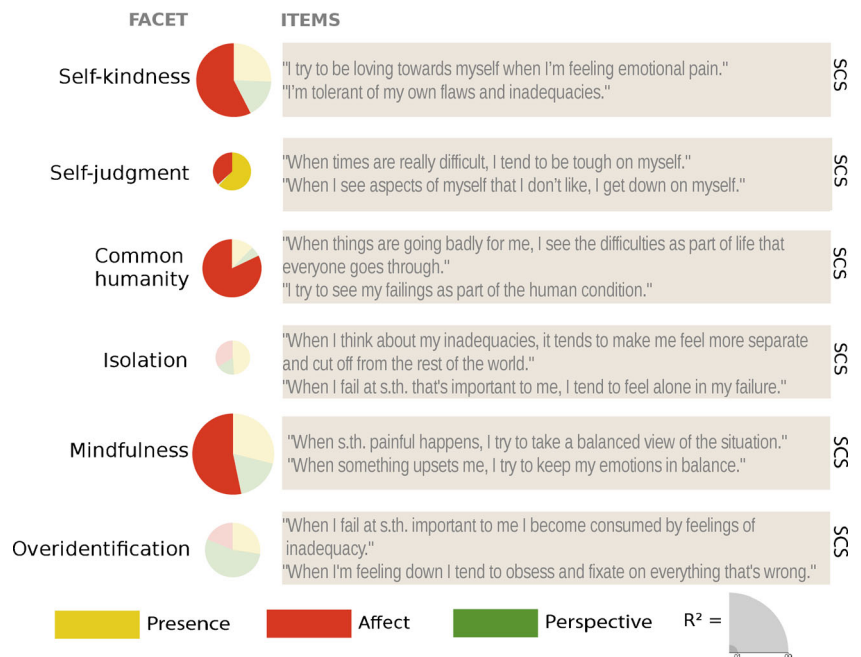 FACET ITEMS
Self-kindness
"I try to be loving towards myself when I'm feeling emotional pain."
"I'm tolerant of my own flaws and inadequacies."
SCS
Self-judgment
"When times are really difficult, I tend to be tough on myself."
"When I see aspects of myself that I don't like, I get down on myself."
SCS
Common
humanity
"When things are going badly for me, I see the difficulties as part of life that
everyone goes through."
"I try to see my failings as part of the human condition."
SCS
Isolation
"When I think about my inadequacies, it tends to make me feel more separate
and cut off from the rest of the world."
"When I fail at s.th. that's important to me, I tend to feel alone in my failure."
SCS
Mindfulness
"When s.th. painful happens, I try to take a balanced view of the situation."
"When something upsets me, I try to keep my emotions in balance."
SCS
Overidentification
"When I fail at s.th. important to me I become consumed by feelings of
inadequacy."
"When I'm feeling down I tend to obsess and fixate on everything that's wrong."
SCS
Presence Affect Perspective R² =